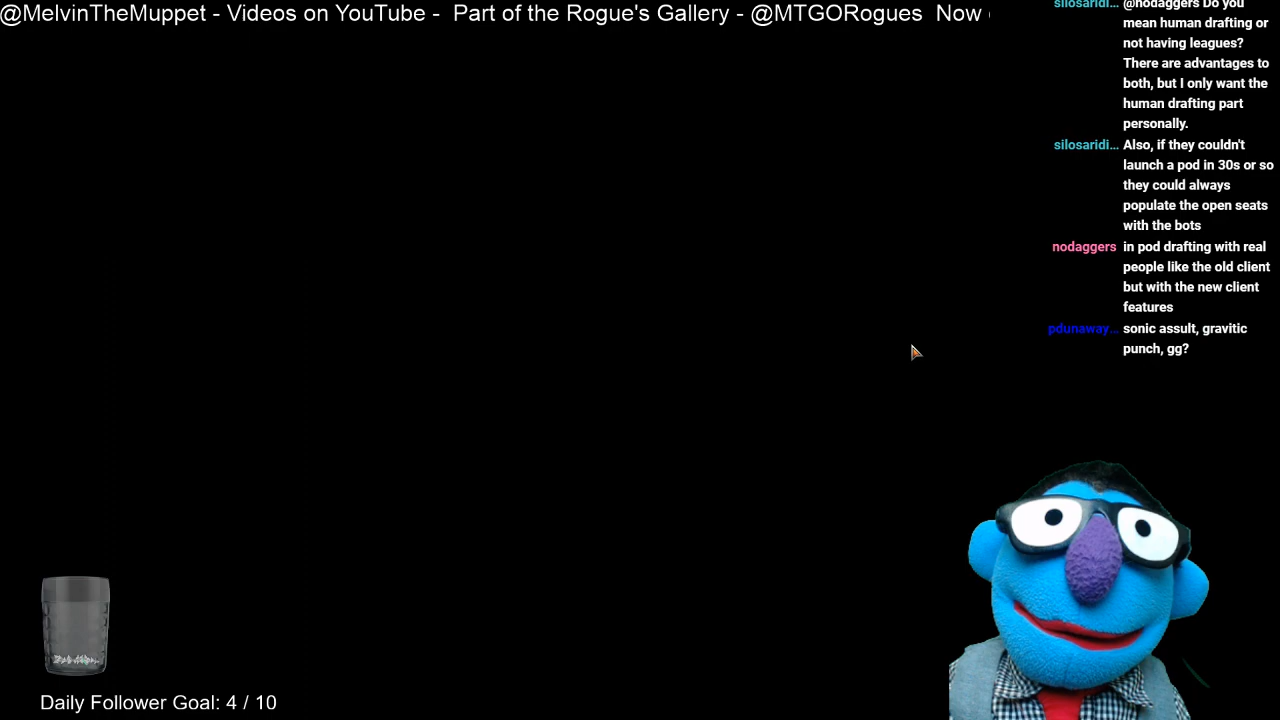 @MelvinTheMuppet - Videos on YouTube -  Part of the Rogue's Gallery - @MTGORogues  Now
silosaridi... @nodaggers Do you
mean human drafting or
not having leagues?
There are advantages to
both, but I only want the
human drafting part
personally.
silosaridi... Also, if they couldn't
launch a pod in 30s or so
they could always
populate the open seats
with the bots
nodaggers in pod drafting with real
people like the old client
but with the new client
features
pdunaway... sonic assult, gravitic
punch, gg?
Daily Follower Goal: 4 / 10